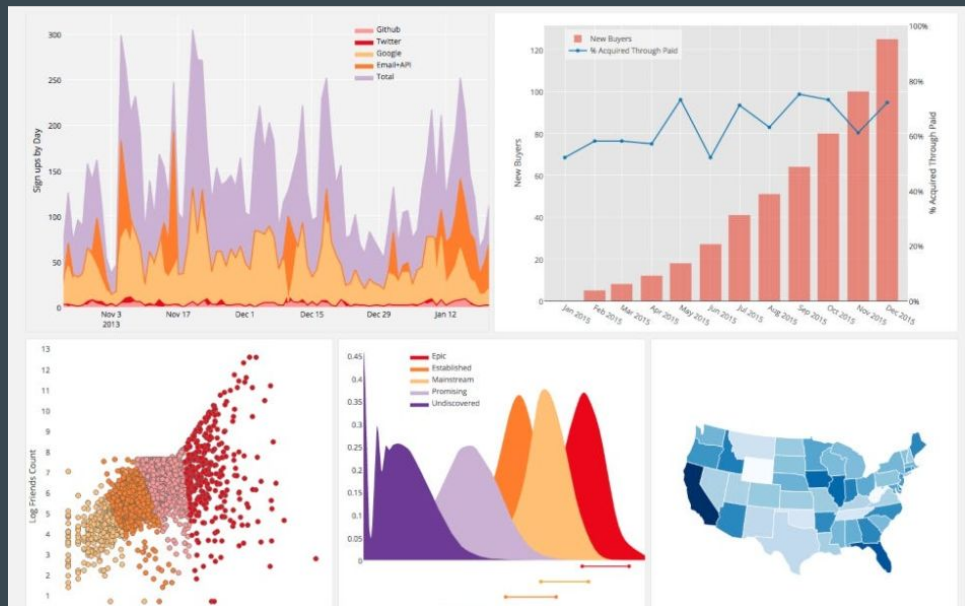 Github
Twitter
Google
Email+API
Total
Sign ups by Day
300
250
200
150
100
50
0
Nov 3
2013
Nov 17
Dec 1
Dec 15
Dec 29
Jan 12
New Buyers
% Acquired Through Paid
New Buyers
120
100
80
60
40
20
0
100%
80%
60%
40%
20%
0%
% Acquired Through Paid
Jan 2015
Feb 2015
Mar 2015
Apr 2015
May 2015
Jun 2015
Jul 2015
Aug 2015
Sep 2015
Oct 2015
Nov 2015
Dec 2015
Log Friends Count
13
12
11
10
9
8
7
6
5
4
3
2
1
Epic
Established
Mainstream
Promising
Undiscovered
0.45
0.4
0.35
0.3
0.25
0.2
0.15
0.1
0.05
0